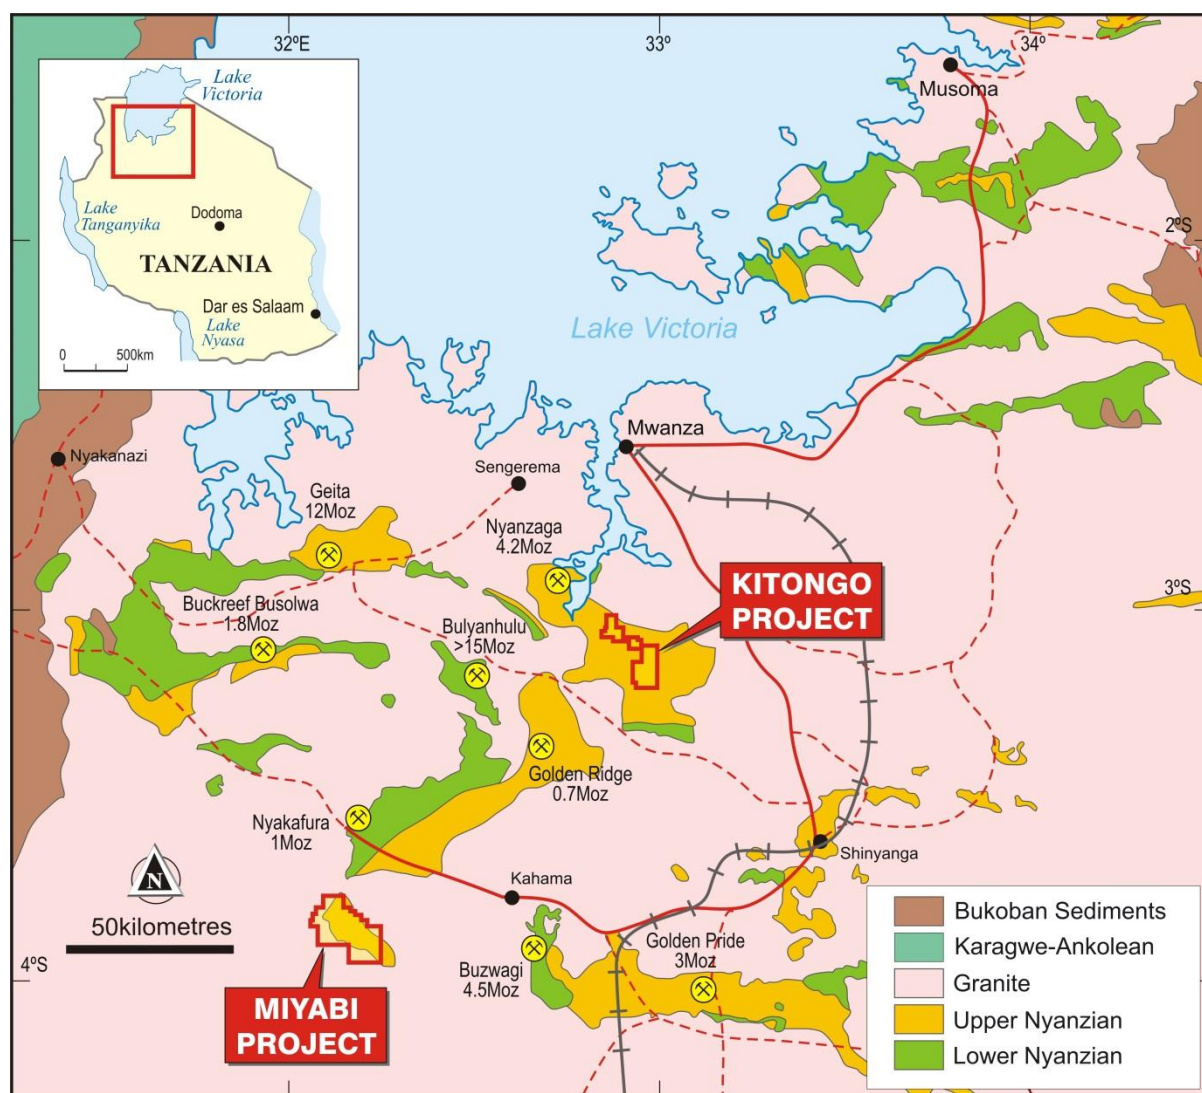 32ºE
33º
34º
Lake
Victoria
Lake
Tanganyika
Dodoma
TANZANIA
Dar es Salaam
Lake
Nyasa
0
500km
Musoma
2ºS
Lake Victoria
Mwanza
Nyakanazi
Sengerema
Geita
12Moz
Nyanzaga
4.2Moz
KITONGO
PROJECT
3ºS
Buckreef Busolwa
1.8Moz
Bulyanhulu
>15Moz
Golden Ridge
0.7Moz
Nyakafura
1Moz
Shinyanga
N
Kahama
50kilometres
4ºS
Buzwagi
4.5Moz
Golden Pride
3Moz
MIYABI
PROJECT
Bukoban Sediments
Karagwe-Ankolean
Granite
Upper Nyanzian
Lower Nyanzian